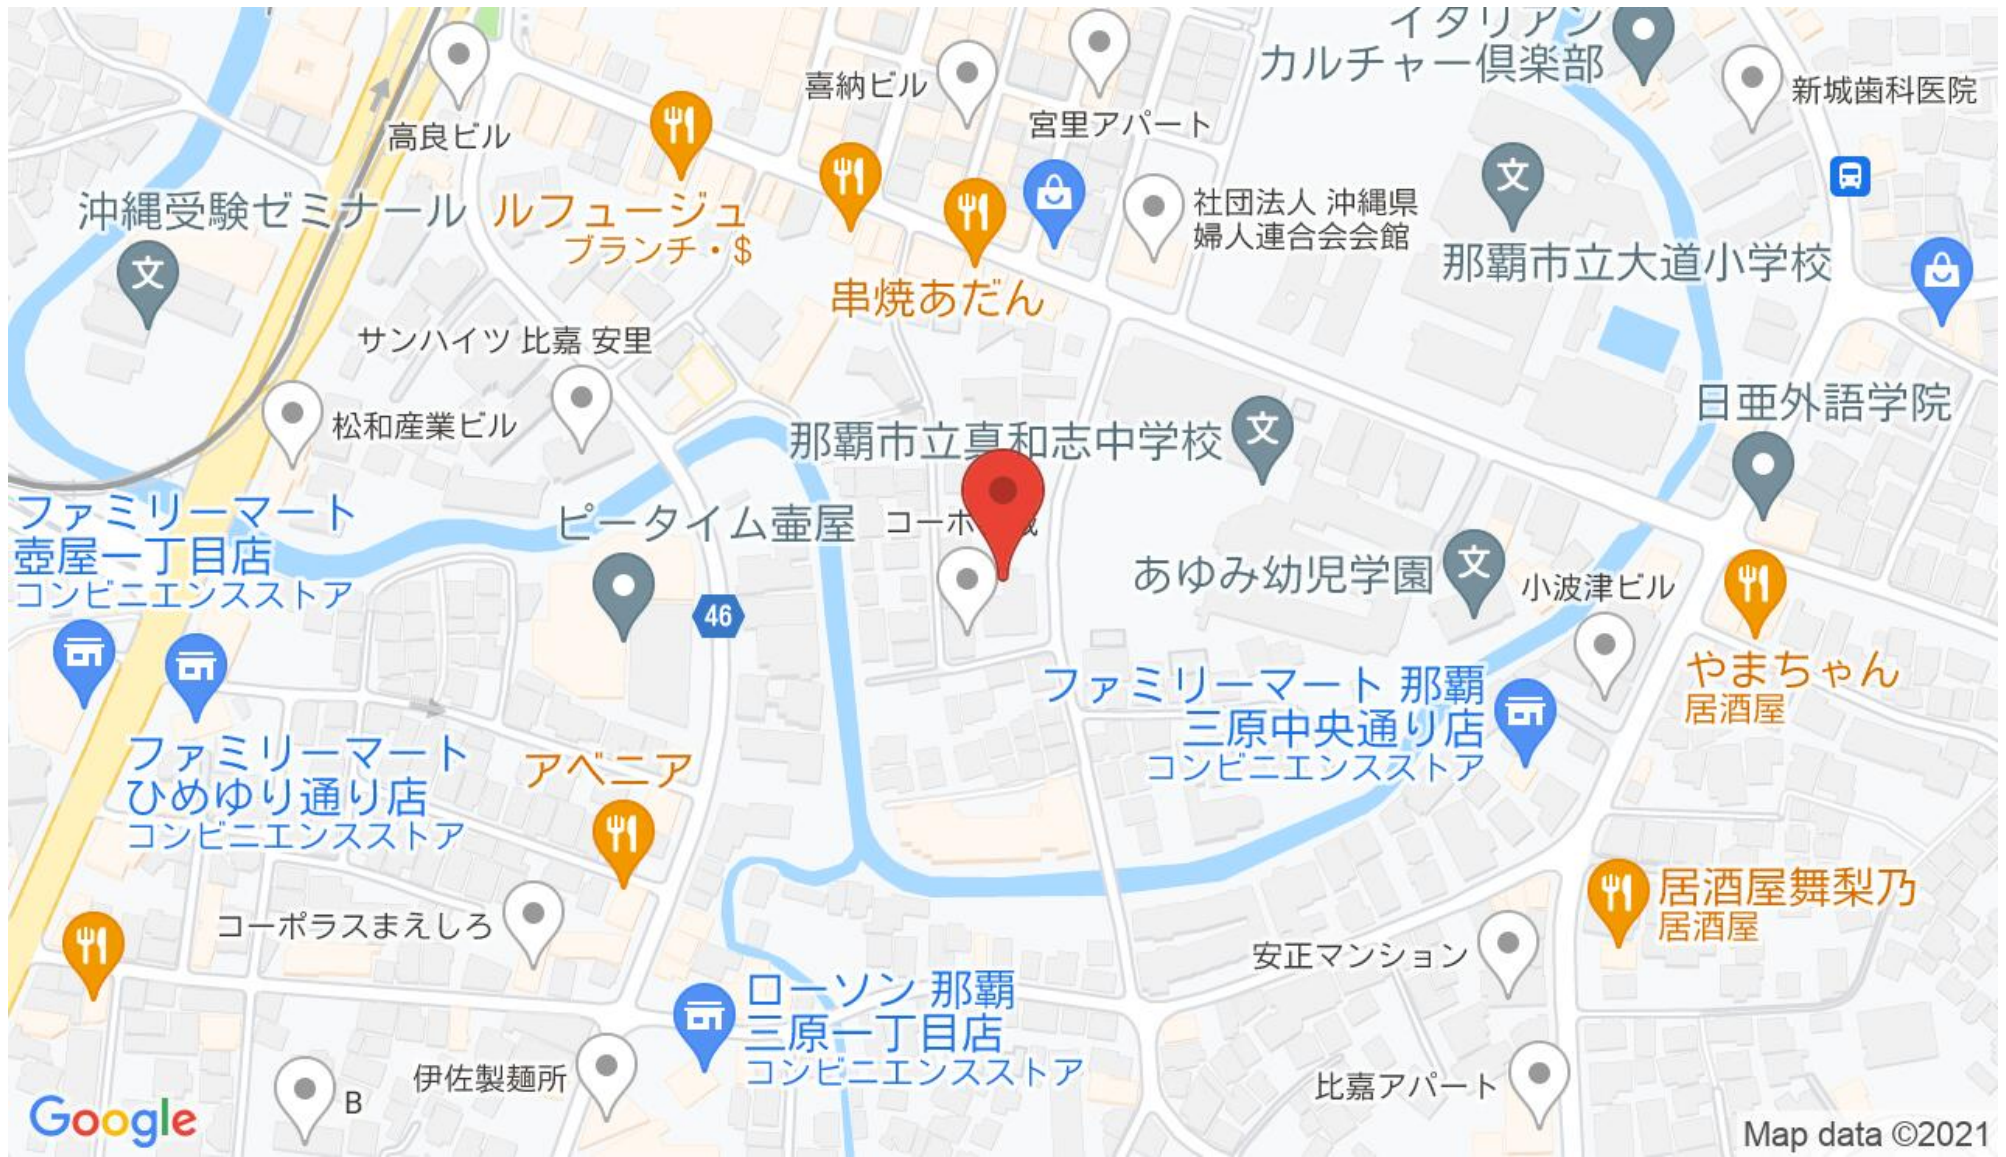 イタリアン
カルチャー倶楽部
喜納ビル
新城歯科医院
高良ビル
宮里アパート
沖縄受験ゼミナール
ルフュージュ
ブランチ・$
社団法人 沖縄県
婦人連合会会館
那覇市立大道小学校
串焼あだん
サンハイツ 比嘉 安里
松和産業ビル
日亜外語学院
那覇市立真和志中学校
ファミリーマート
壺屋一丁目店
コンビニエンスストア
ピータイム壷屋
コーポ
あゆみ幼児学園
小波津ビル
46
やまちゃん
居酒屋
ファミリーマート 那覇
三原中央通り店
コンビニエンスストア
ファミリーマート
ひめゆり通り店
コンビニエンスストア
アベニア
居酒屋舞梨乃
居酒屋
コーポラスまえしろ
安正マンション
ローソン 那覇
三原一丁目店
コンビニエンスストア
伊佐製麺所
比嘉アパート
B
Google
Map data ©2021